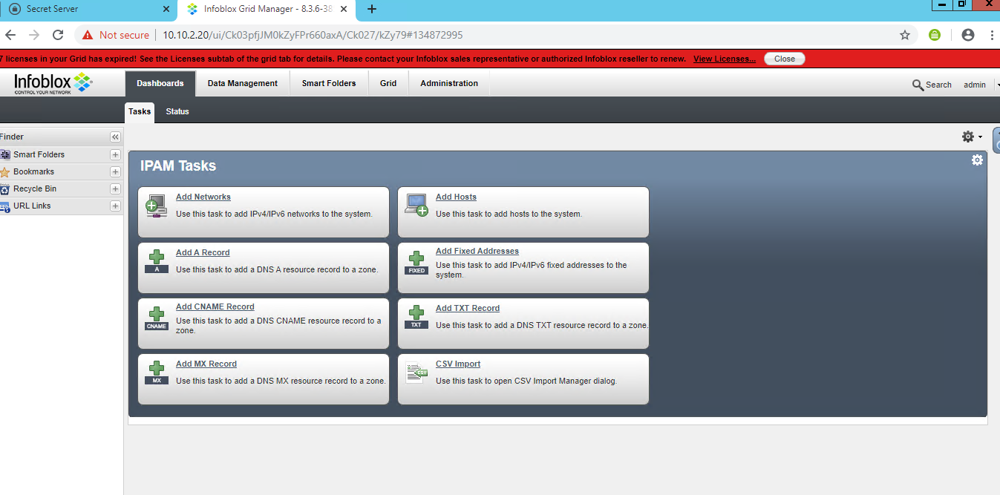 Secret Server
Infoblox Grid Manager - 8.3.6-38
Not secure
10.10.2.20/ui/Ck03pfjJM0kZyFPr660axA/Ck027/kZy79#134872995
7 licenses in your Grid has expired! See the Licenses subtab of the grid tab for details. Please contact your Infoblox sales representative or authorized Infoblox reseller to renew. View Licenses... Close
Infoblox
CONTROL YOUR NETWORK
Dashboards Data Management Smart Folders Grid Administration
Search admin
Tasks Status
Finder
Smart Folders
Bookmarks
Recycle Bin
URL Links
IPAM Tasks
Add Networks
Use this task to add IPv4/IPv6 networks to the system.
Add Hosts
Use this task to add hosts to the system.
A
Add A Record
Use this task to add a DNS A resource record to a zone.
FIXED
Add Fixed Addresses
Use this task to add IPv4/IPv6 fixed addresses to the
system.
CNAME
Add CNAME Record
Use this task to add a DNS CNAME resource record to a
zone.
TXT
Add TXT Record
Use this task to add a DNS TXT resource record to a zone.
MX
Add MX Record
Use this task to add a DNS MX resource record to a zone.
CSV
CSV Import
Use this task to open CSV Import Manager dialog.